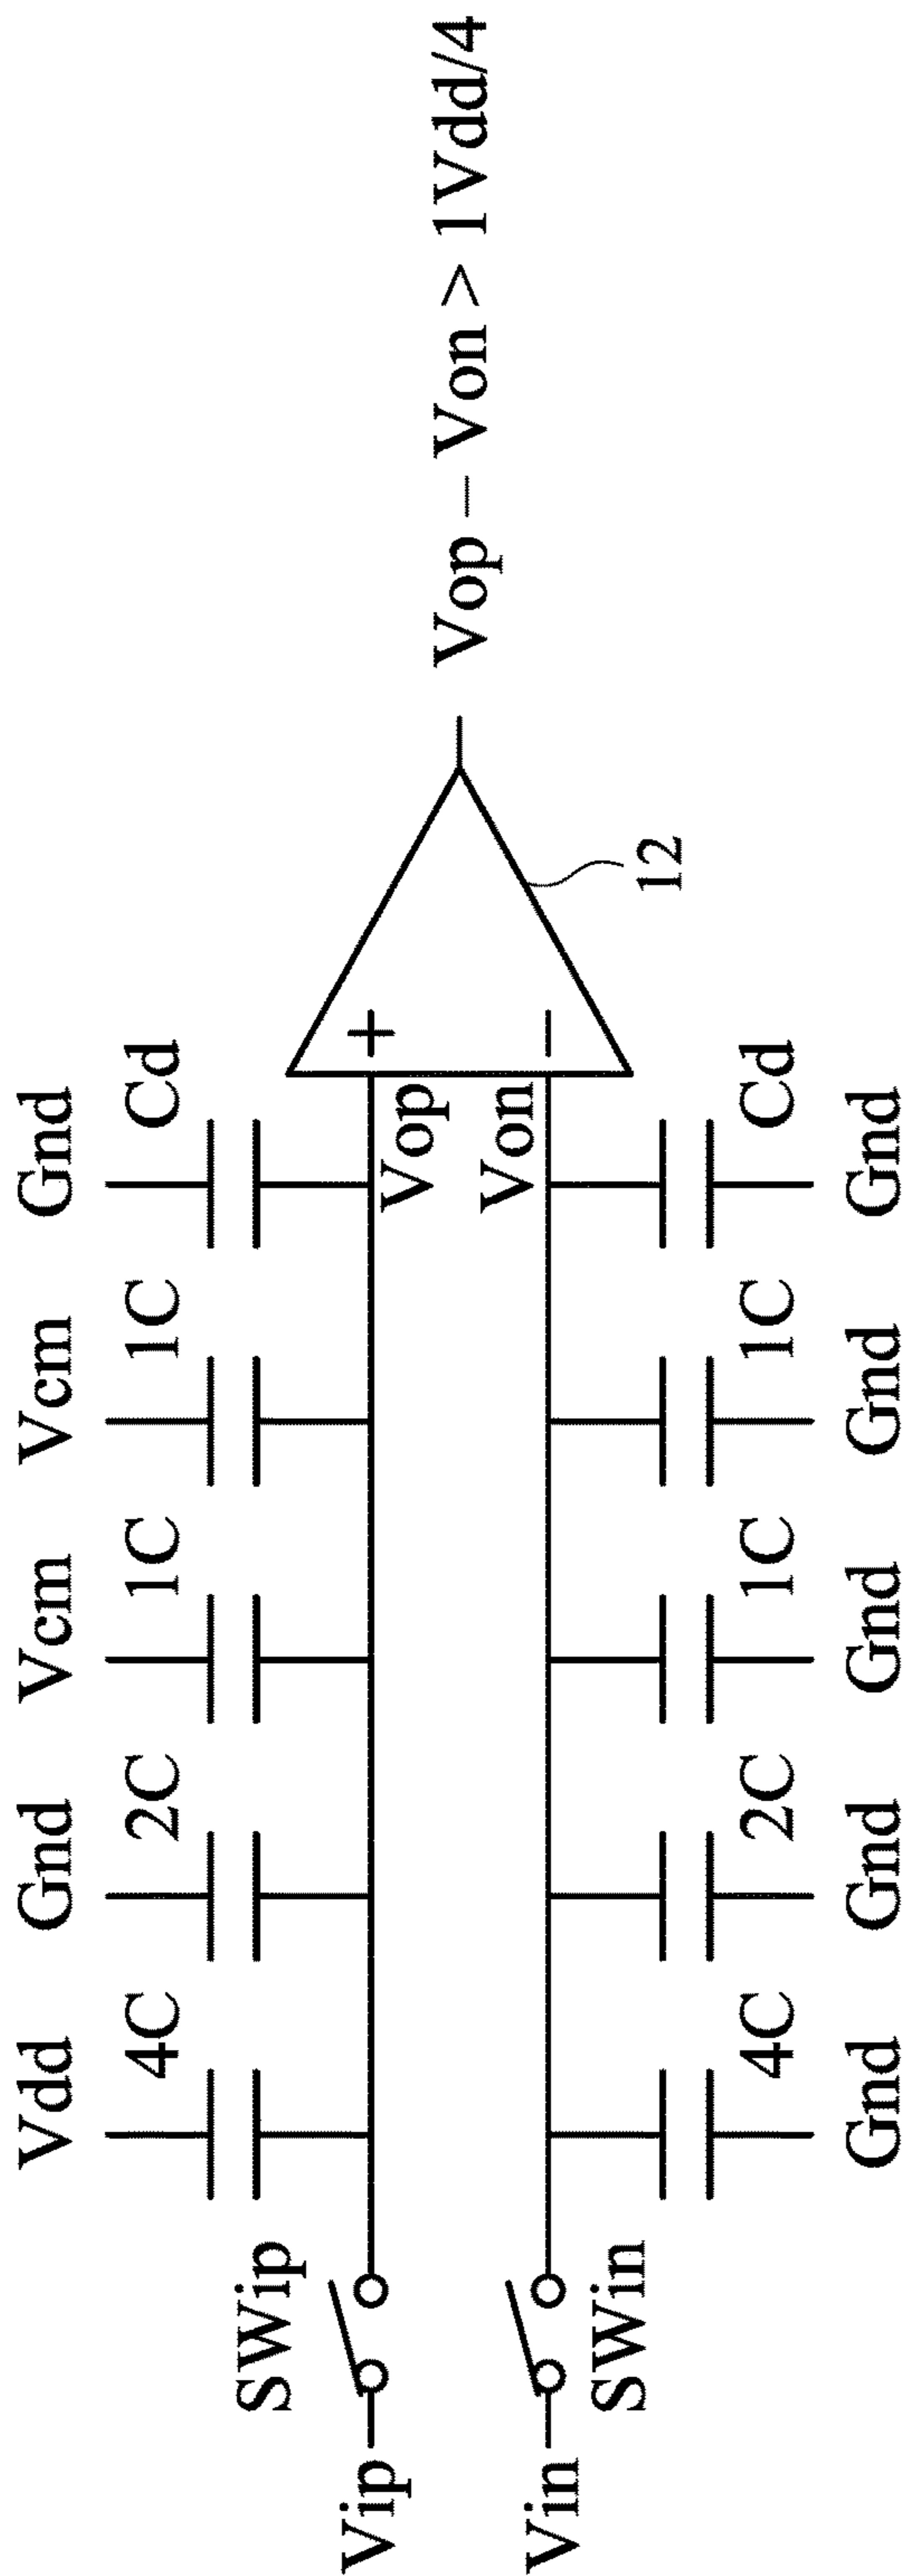 Vdd Gnd Vcm Vcm Gnd
4C 2C 1C 1C Cd
SWip
Vip
Vop
+
Vop – Von > 1Vdd/4
Von
−
Vin
SWin
12
4C 2C 1C 1C Cd
Gnd Gnd Gnd Gnd Gnd